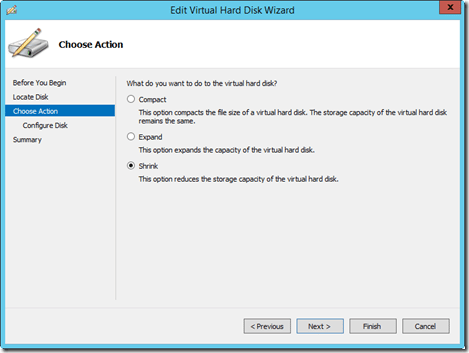 Edit Virtual Hard Disk Wizard
x
Choose Action
Before You Begin
Locate Disk
Choose Action
Configure Disk
Summary
What do you want to do to the virtual hard disk?
Compact
This option compacts the file size of a virtual hard disk. The storage capacity of the virtual hard disk
remains the same.
Expand
This option expands the capacity of the virtual hard disk.
Shrink
This option reduces the storage capacity of the virtual hard disk.
< Previous
Next >
Finish
Cancel